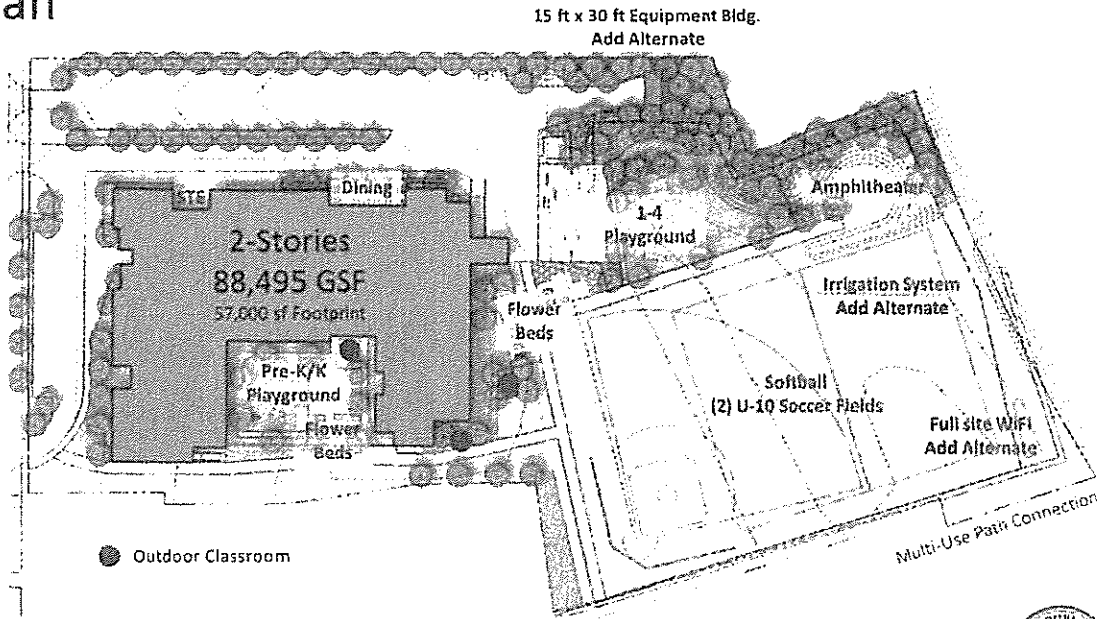 an
15 ft x 30 ft Equipment Bldg.
Add Alternate
STE
Dining
Amphitheater
2-Stories
88,495 GSF
57,000 sf Footprint
1-4
Playground
Irrigation System
Add Alternate
Flower
Beds
Pre-K/K
Playground
Softball
(2) U-10 Soccer Fields
Flower
Beds
Full site WiFi
Add Alternate
Multi-Use Path Connection
Outdoor Classroom